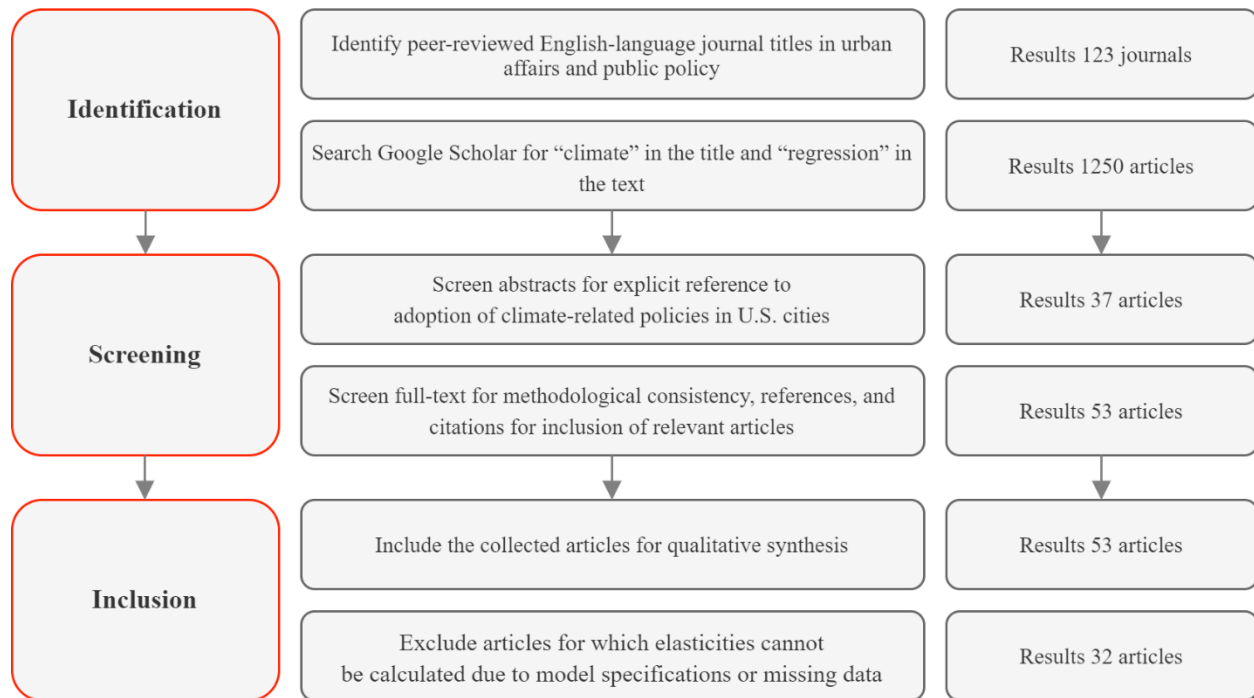 Identification
Identify peer-reviewed English-language journal titles in urban
affairs and public policy
Results 123 journals
Search Google Scholar for “climate” in the title and “regression” in
the text
Results 1250 articles
Screening
Screen abstracts for explicit reference to
adoption of climate-related policies in U.S. cities
Results 37 articles
Screen full-text for methodological consistency, references, and
citations for inclusion of relevant articles
Results 53 articles
Inclusion
Include the collected articles for qualitative synthesis
Results 53 articles
Exclude articles for which elasticities cannot
be calculated due to model specifications or missing data
Results 32 articles